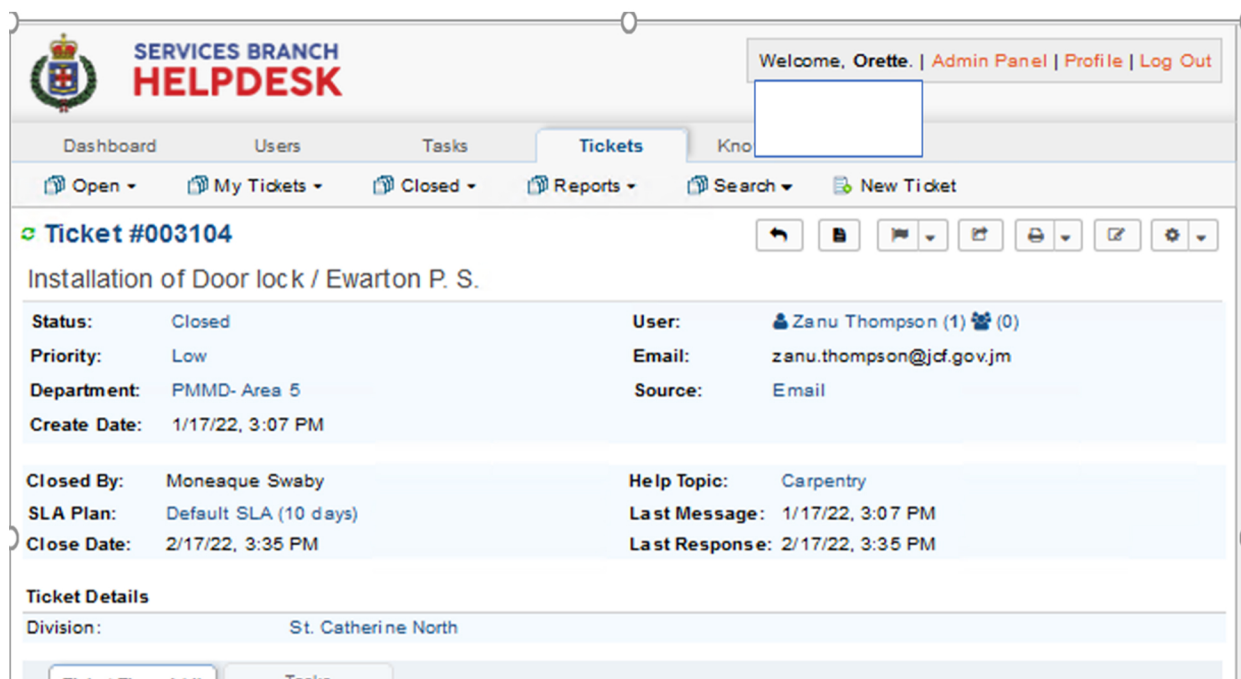 SERVICES BRANCH
HELPDESK
Welcome, Orette. | Admin Panel | Profile | Log Out
Dashboard Users Tasks Tickets Kno
Open My Tickets Closed Reports Search New Ticket
Ticket #003104
Installation of Door lock / Ewarton P. S.
Status: Closed User: Zanu Thompson (1) (0)
Priority: Low Email: zanu.thompson@jcf.gov.jm
Department: PMMD- Area 5 Source: Email
Create Date: 1/17/22, 3:07 PM
Closed By: Moneaque Swaby Help Topic: Carpentry
SLA Plan: Default SLA (10 days) Last Message: 1/17/22, 3:07 PM
Close Date: 2/17/22, 3:35 PM Last Response: 2/17/22, 3:35 PM
Ticket Details
Division: St. Catherine North
Tasks